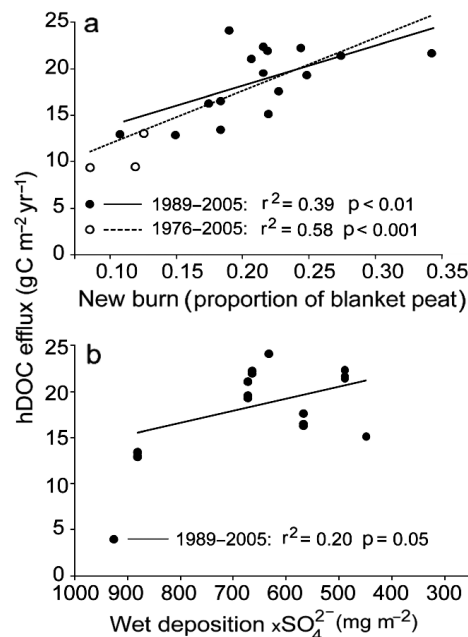 a
25
20
15
10
5
0
1989–2005: r² = 0.39 p < 0.01
1976–2005: r² = 0.58 p < 0.001
0.10 0.15 0.20 0.25 0.30 0.35
New burn (proportion of blanket peat)
hDOC efflux (gC m⁻² yr⁻¹)
b
25
20
15
10
5
0
1989–2005: r² = 0.20 p = 0.05
1000 900 800 700 600 500 400 300
Wet deposition ₓSO₄²⁻ (mg m⁻²)